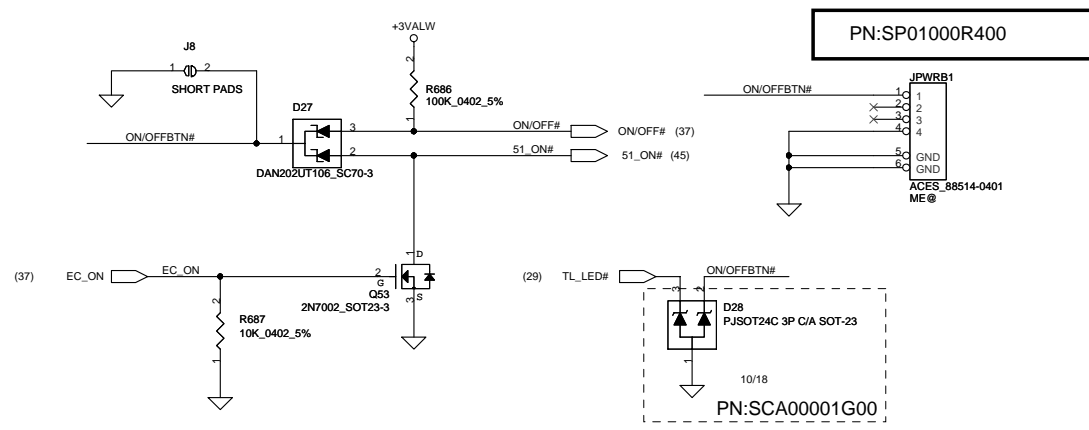 PN:SP01000R400
+3VALW
J8
1 2
SHORT PADS
2
R686
100K_0402_5%
1
JPWRB1
ON/OFFBTN#
1 1
2 2
3 3
4 4
5 GND
6 GND
ACES_88514-0401
ME@
D27
ON/OFFBTN#
1
3
ON/OFF#
ON/OFF# (37)
2
51_ON#
51_ON# (45)
DAN202UT106_SC70-3
(37) EC_ON
EC_ON
1 D
2
G
3 S
Q53
2N7002_SOT23-3
2
R687
10K_0402_5%
1
(29) TL_LED#
ON/OFFBTN#
3 2
D28
PJSOT24C 3P C/A SOT-23
1
10/18
PN:SCA00001G00